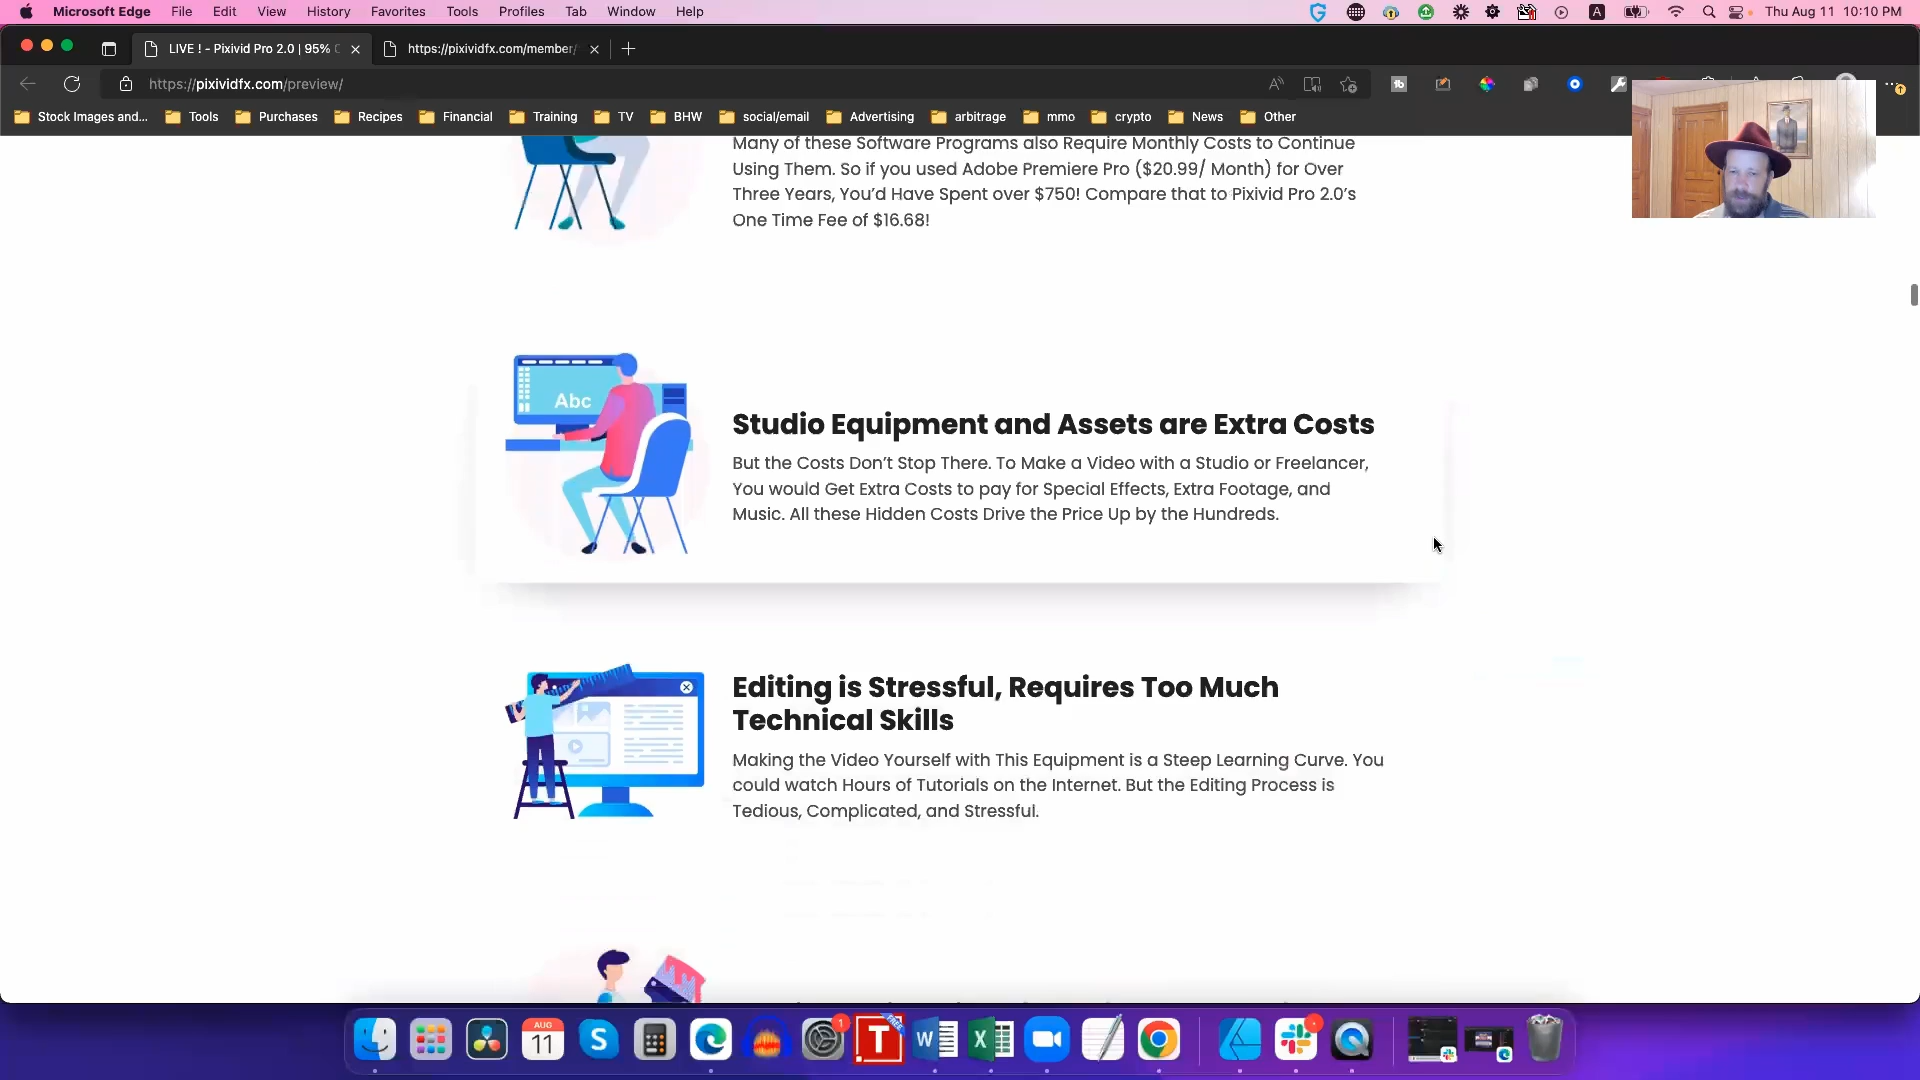 Microsoft Edge File Edit View History Favorites Tools Profiles Tab Window Help
A
Thu Aug 11 10:10 PM
LIVE ! - Pixivid Pro 2.0 | 95%
https://pixividfx.com/member/
https://pixividfx.com/preview/
Stock Images and...
Tools
Purchases
Recipes
Financial
Training
TV
BHW
social/email
Advertising
arbitrage
mmo
crypto
News
Other
Many of these Software Programs also Require Monthly Costs to Continue
Using Them. So if you used Adobe Premiere Pro ($20.99/ Month) for Over
Three Years, You’d Have Spent over $750! Compare that to Pixivid Pro 2.0’s
One Time Fee of $16.68!
Abc
Studio Equipment and Assets are Extra Costs
But the Costs Don’t Stop There. To Make a Video with a Studio or Freelancer,
You would Get Extra Costs to pay for Special Effects, Extra Footage, and
Music. All these Hidden Costs Drive the Price Up by the Hundreds.
Editing is Stressful, Requires Too Much
Technical Skills
Making the Video Yourself with This Equipment is a Steep Learning Curve. You
could watch Hours of Tutorials on the Internet. But the Editing Process is
Tedious, Complicated, and Stressful.
AUG
11
1
T
FREE